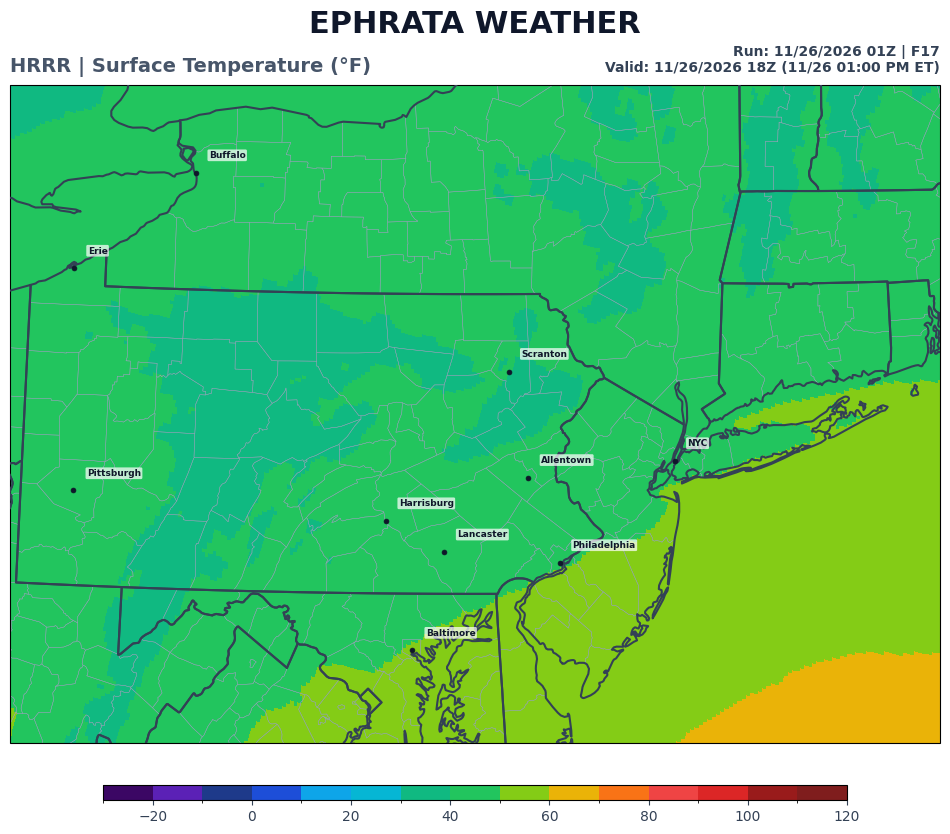 EPHRATA WEATHER
HRRR | Surface Temperature (°F)
Run: 11/26/2026 01Z | F17
Valid: 11/26/2026 18Z (11/26 01:00 PM ET)
Buffalo
Erie
Scranton
NYC
Allentown
Pittsburgh
Harrisburg
Lancaster
Philadelphia
Baltimore
−20 0 20 40 60 80 100 120